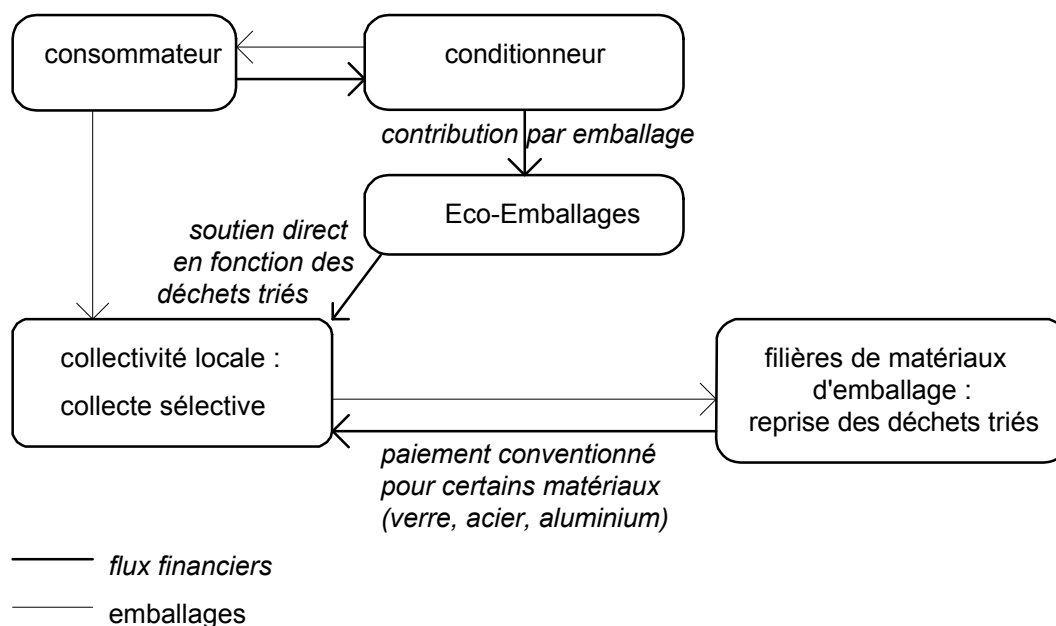 consommateur
conditionneur
contribution par emballage
Eco-Emballages
soutien direct
en fonction des
déchets triés
collectivité locale :
collecte sélective
filières de matériaux
d'emballage :
reprise des déchets triés
paiement conventionné
pour certains matériaux
(verre, acier, aluminium)
flux financiers
emballages